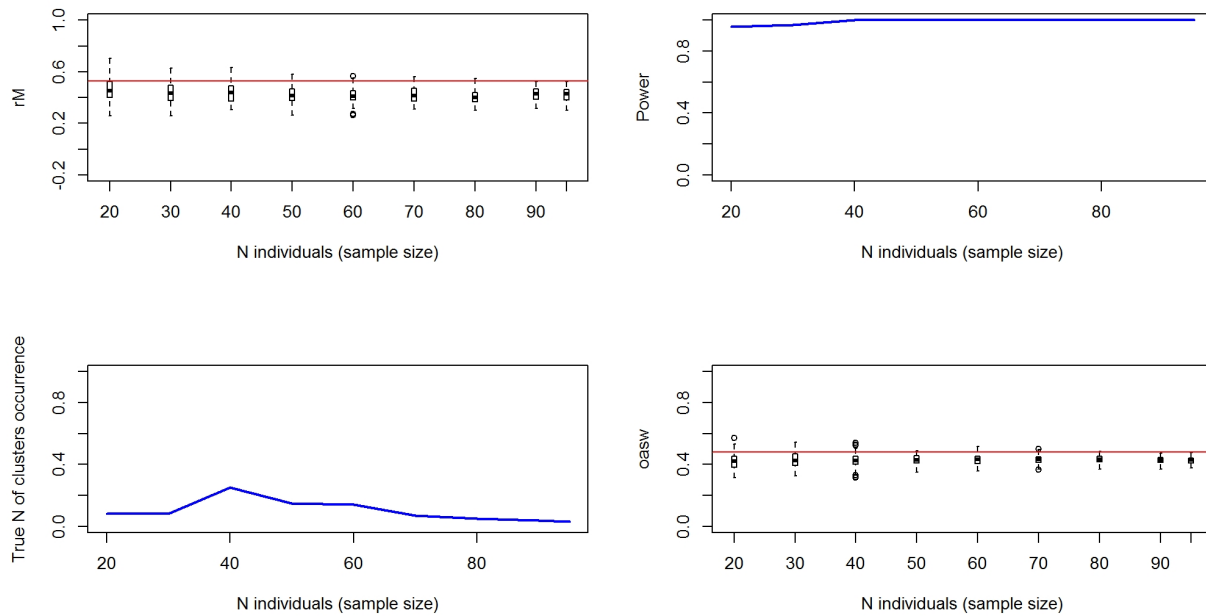 rM
1.0
0.6
0.2
-0.2
20 30 40 50 60 70 80 90
N individuals (sample size)
Power
0.8
0.4
0.0
20 40 60 80
N individuals (sample size)
True N of clusters occurrence
0.8
0.4
0.0
20 40 60 80
N individuals (sample size)
oasw
0.8
0.4
0.0
20 30 40 50 60 70 80 90
N individuals (sample size)